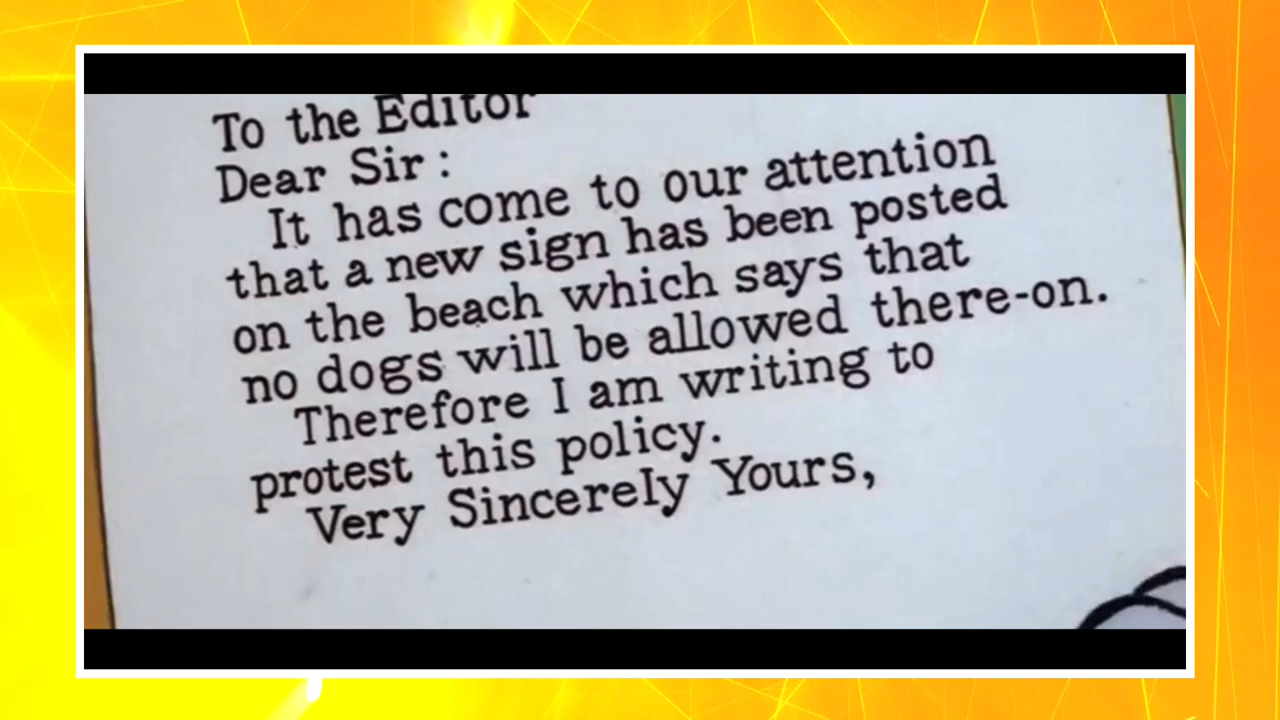 To the Editor
Dear Sir:
It has come to our attention
that a new sign has been posted
on the beach which says that
no dogs will be allowed there-on.
Therefore I am writing to
protest this policy.
Very Sincerely Yours,